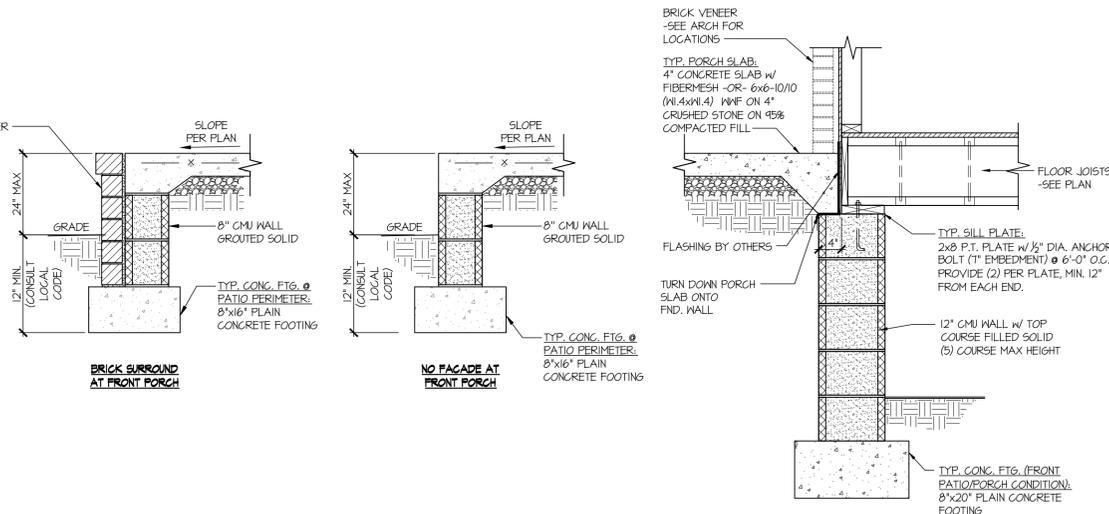 ER
SLOPE
PER PLAN
24" MAX
GRADE
12" MIN.
(CONSULT
LOCAL
CODE)
8" CMU WALL
GROUTED SOLID
TYP. CONC. FTG. @
PATIO PERIMETER:
8"x16" PLAIN
CONCRETE FOOTING
BRICK SURROUND
AT FRONT PORCH
SLOPE
PER PLAN
24" MAX
GRADE
12" MIN.
(CONSULT
LOCAL
CODE)
8" CMU WALL
GROUTED SOLID
TYP. CONC. FTG. @
PATIO PERIMETER:
8"x16" PLAIN
CONCRETE FOOTING
NO FACADE AT
FRONT PORCH
BRICK VENEER
-SEE ARCH FOR
LOCATIONS
TYP. PORCH SLAB:
4" CONCRETE SLAB W/
FIBERMESH -OR- 6x6-10/10
(W1.4xW1.4) WWF ON 4"
CRUSHED STONE ON 95%
COMPACTED FILL
FLOOR JOISTS
-SEE PLAN
FLASHING BY OTHERS
4"
TYP. SILL PLATE:
2x8 P.T. PLATE W/ ½" DIA. ANCHOR
BOLT (7" EMBEDMENT) @ 6'-0" O.C.
PROVIDE (2) PER PLATE, MIN. 12"
FROM EACH END.
TURN DOWN PORCH
SLAB ONTO
FND. WALL
12" CMU WALL W/ TOP
COURSE FILLED SOLID
(5) COURSE MAX HEIGHT
TYP. CONC. FTG. (FRONT
PATIO/PORCH CONDITION):
8"x20" PLAIN CONCRETE
FOOTING